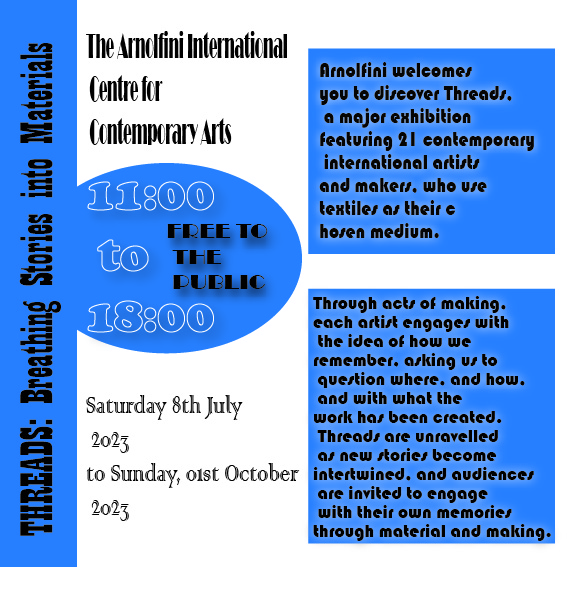 THREADS: Breathing Stories into Materials
The Arnolfini International
Centre for
Contemporary Arts
11:00
to
18:00
FREE TO
THE
PUBLIC
Saturday 8th July
2023
to Sunday, 01st October
2023
Arnolfini welcomes
you to discover Threads,
a major exhibition
featuring 21 contemporary
international artists
and makers, who use
textiles as their c
hosen medium.
Through acts of making,
each artist engages with
the idea of how we
remember, asking us to
question where, and how,
and with what the
work has been created.
Threads are unravelled
as new stories become
intertwined, and audiences
are invited to engage
with their own memories
through material and making.